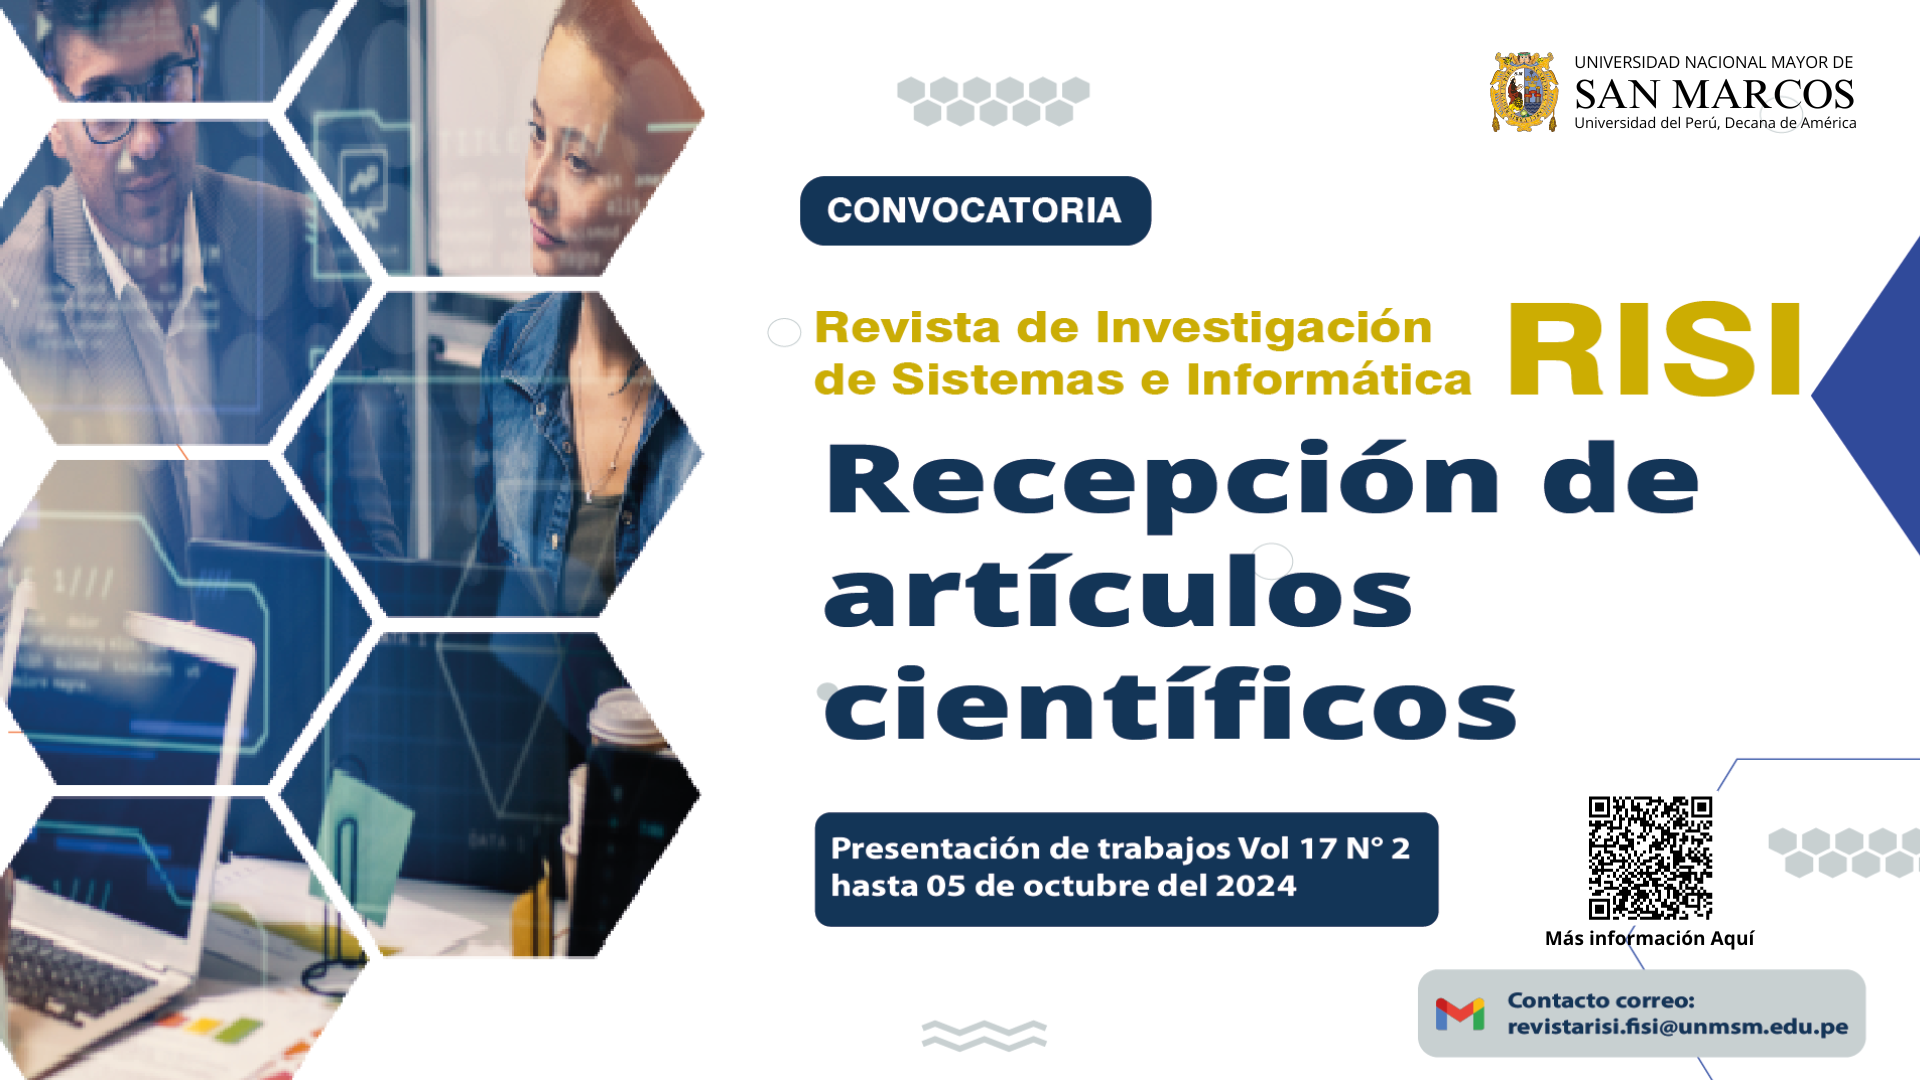 UNIVERSIDAD NACIONAL MAYOR DE
SAN MARCOS
Universidad del Perú, Decana de América
CONVOCATORIA
Revista de Investigación
de Sistemas e Informática
RISI
Recepción de
artículos
científicos
Presentación de trabajos Vol 17 N° 2
hasta 05 de octubre del 2024
Más información Aquí
Contacto correo:
revistarisi.fisi@unmsm.edu.pe